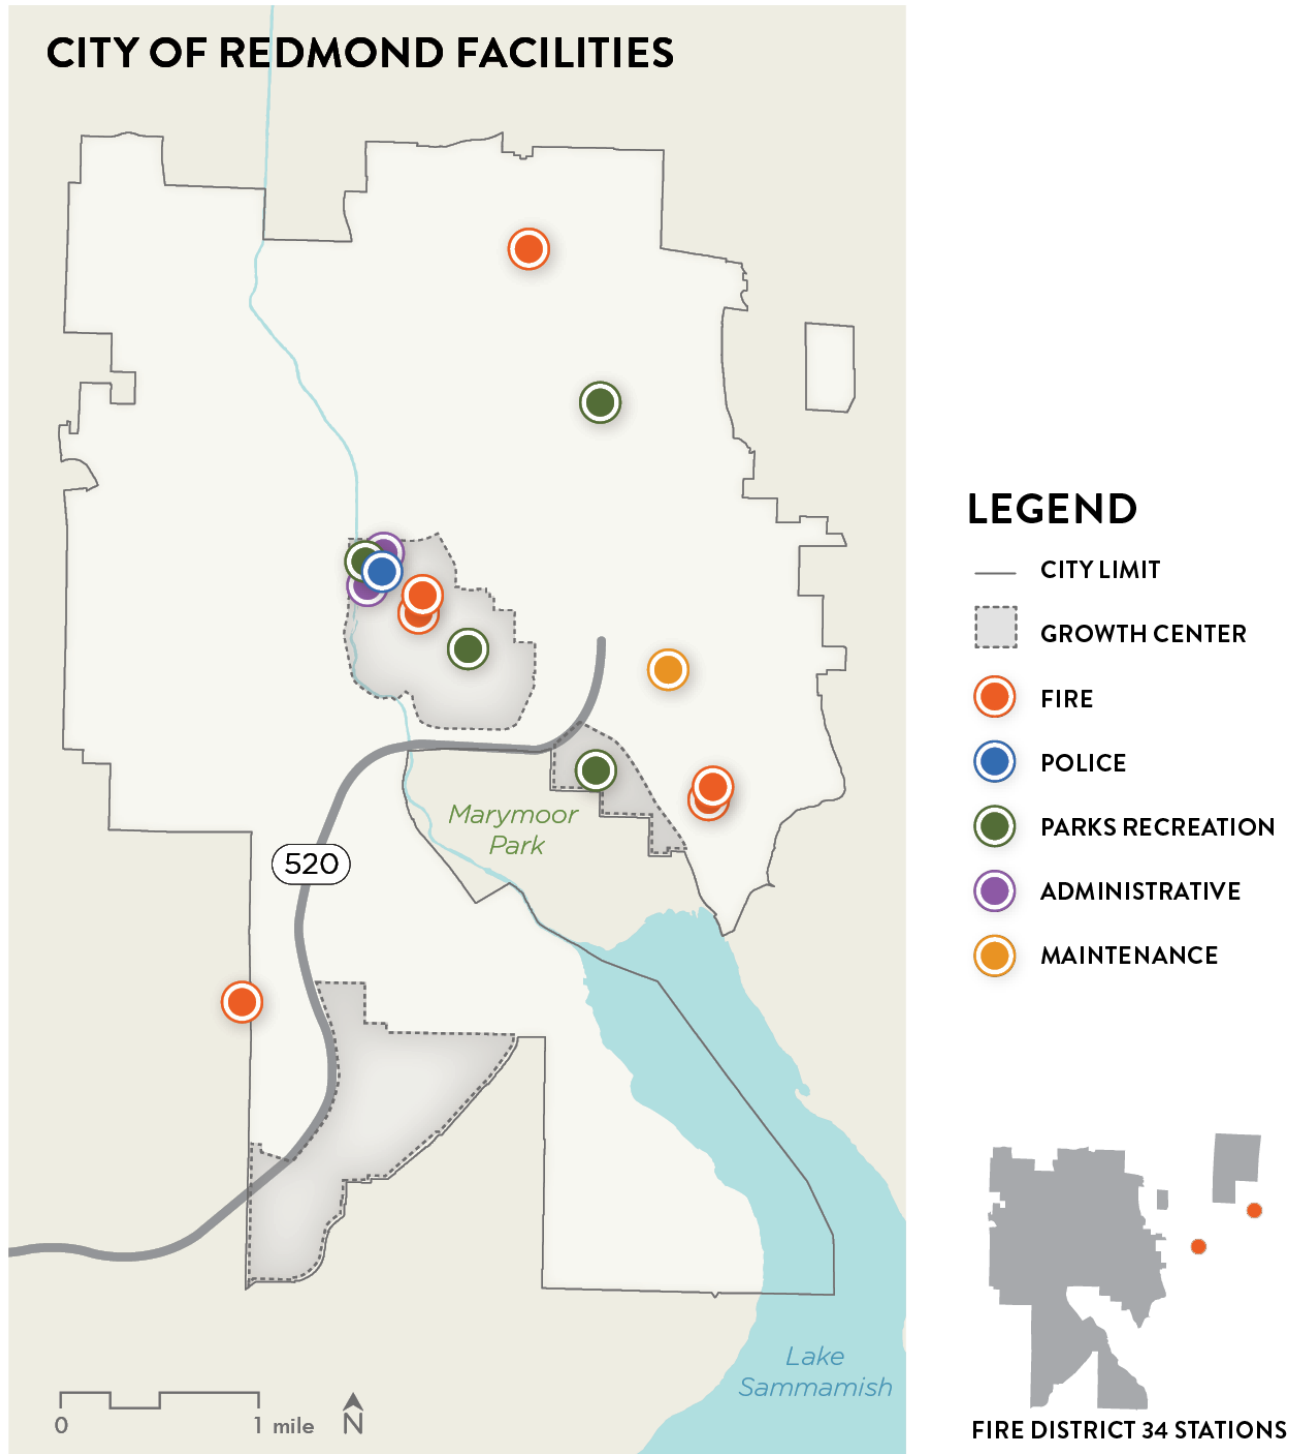 CITY OF REDMOND FACILITIES
Marymoor
Park
520
Lake
Sammamish
0
1 mile
N
LEGEND
CITY LIMIT
GROWTH CENTER
FIRE
POLICE
PARKS RECREATION
ADMINISTRATIVE
MAINTENANCE
FIRE DISTRICT 34 STATIONS